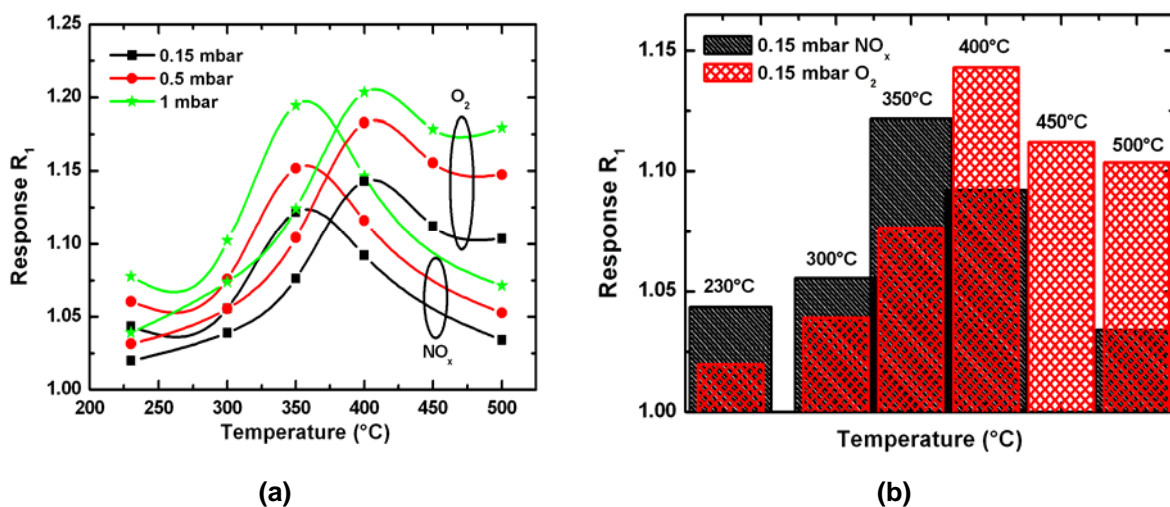 1.25
1.20
1.15
1.10
1.05
1.00
Response R₁
0.15 mbar
0.5 mbar
1 mbar
O₂
NOₓ
200 250 300 350 400 450 500
Temperature (°C)
(a)
1.15
1.10
1.05
1.00
Response R₁
0.15 mbar NOₓ
0.15 mbar O₂
230°C
300°C
350°C
400°C
450°C
500°C
Temperature (°C)
(b)